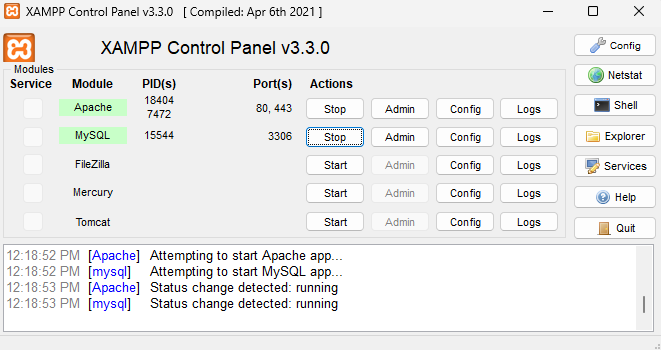 XAMPP Control Panel v3.3.0 [ Compiled: Apr 6th 2021 ]
XAMPP Control Panel v3.3.0
Config
Modules
Service Module PID(s) Port(s) Actions
Netstat
Apache 18404 7472 80, 443 Stop Admin Config Logs
Shell
MySQL 15544 3306 Stop Admin Config Logs
Explorer
FileZilla Start Admin Config Logs
Services
Mercury Start Admin Config Logs
Help
Tomcat Start Admin Config Logs
Quit
12:18:52 PM [Apache] Attempting to start Apache app...
12:18:52 PM [mysql] Attempting to start MySQL app...
12:18:53 PM [Apache] Status change detected: running
12:18:53 PM [mysql] Status change detected: running